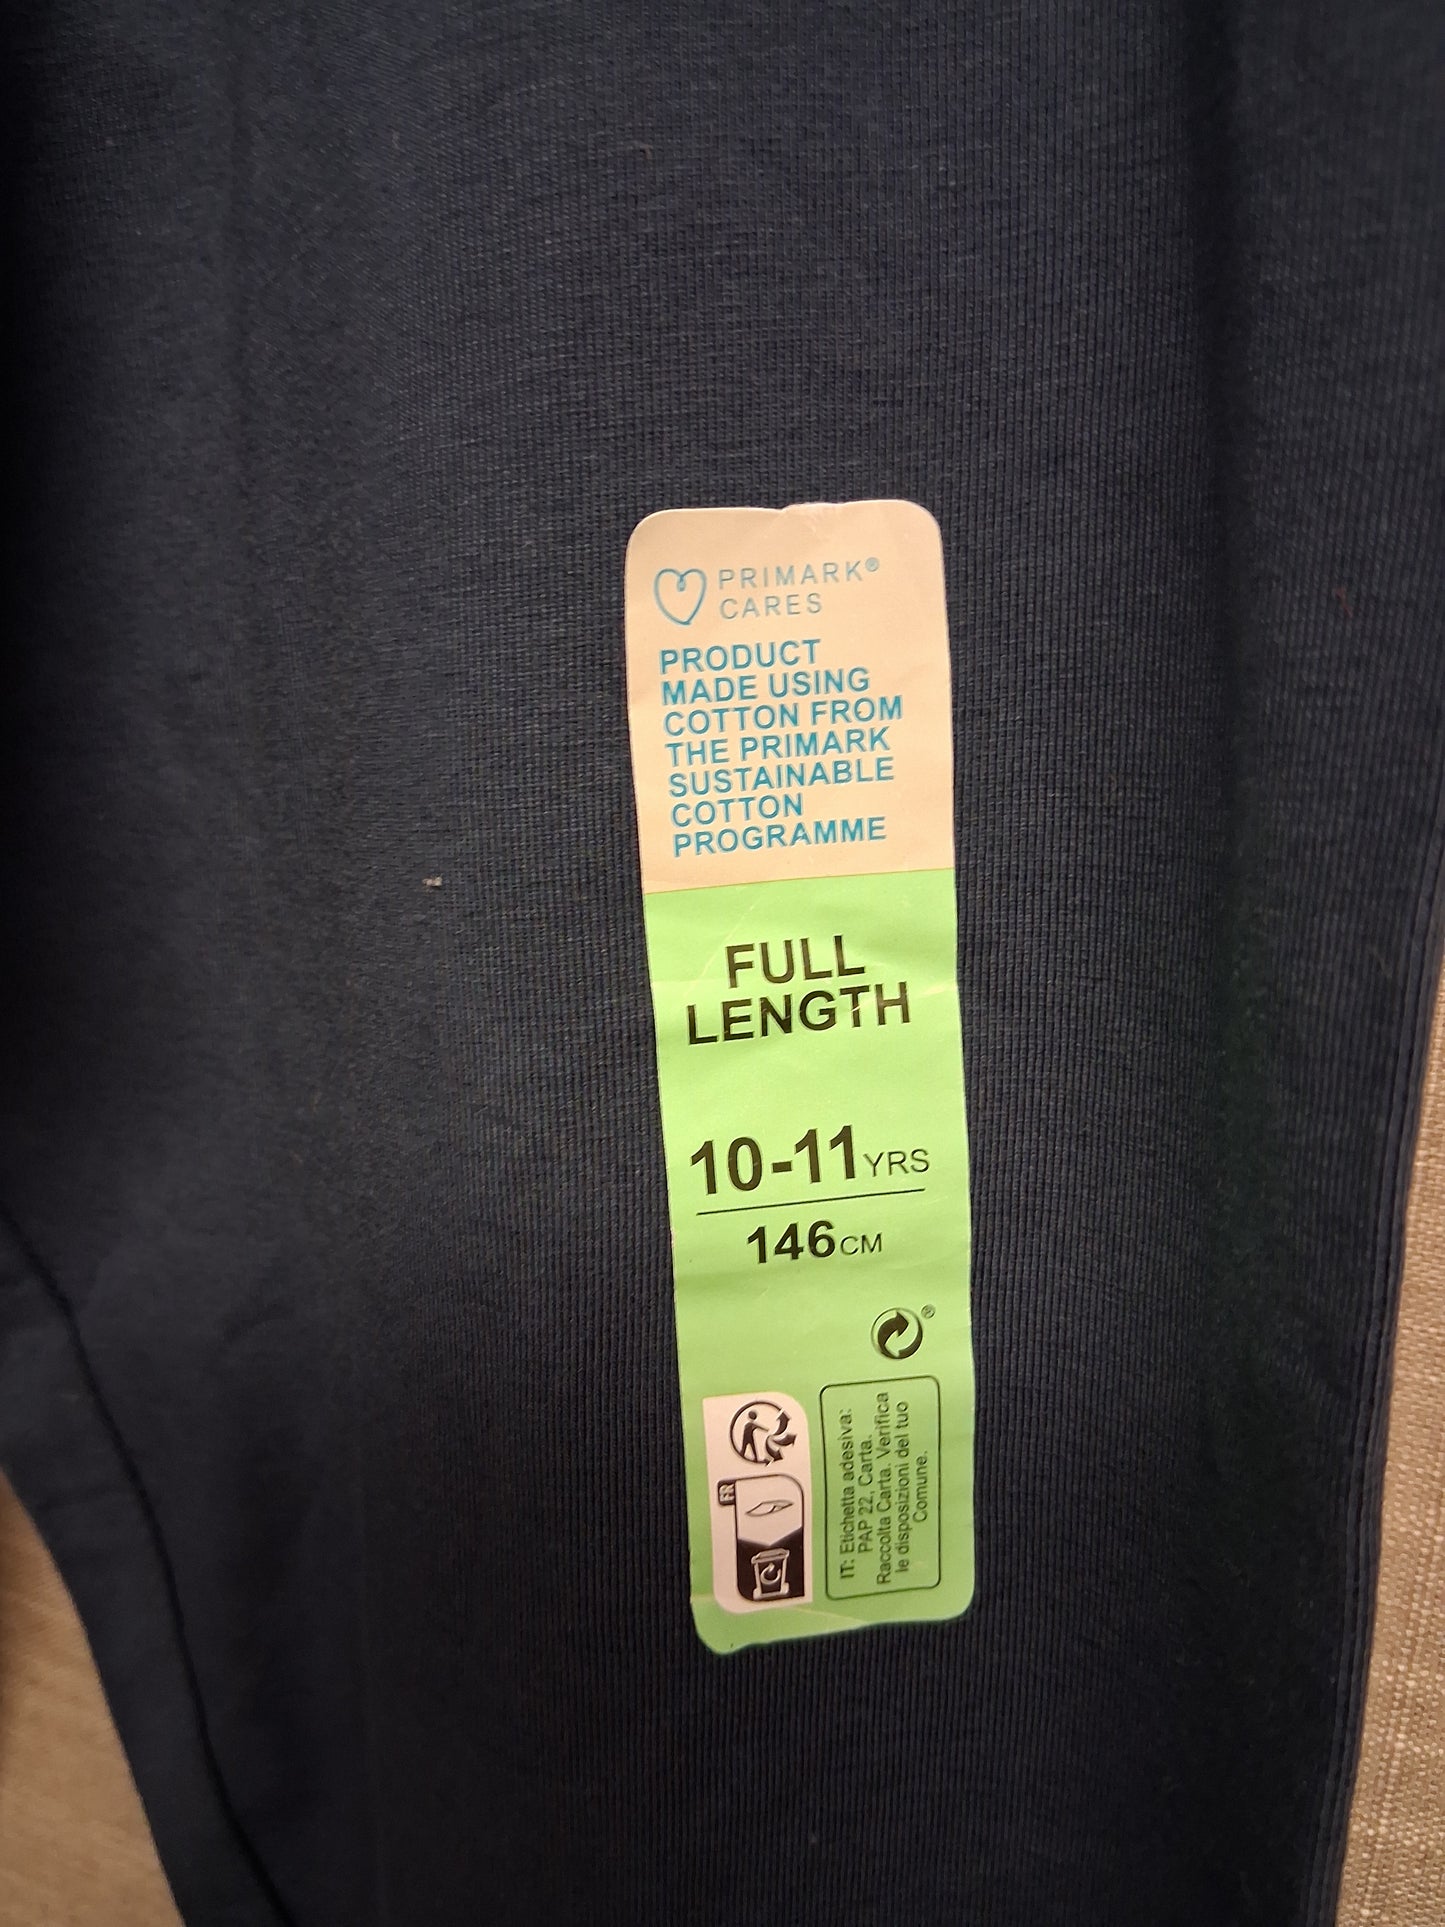 PRIMARK®
CARES
PRODUCT
MADE USING
COTTON FROM
THE PRIMARK
SUSTAINABLE
COTTON
PROGRAMME
FULL
LENGTH
10-11 YRS
146 CM
®
FR
IT: Etichetta adesiva:
PAP 22, Carta.
Raccolta Carta. Verifica
le disposizioni del tuo
Comune.